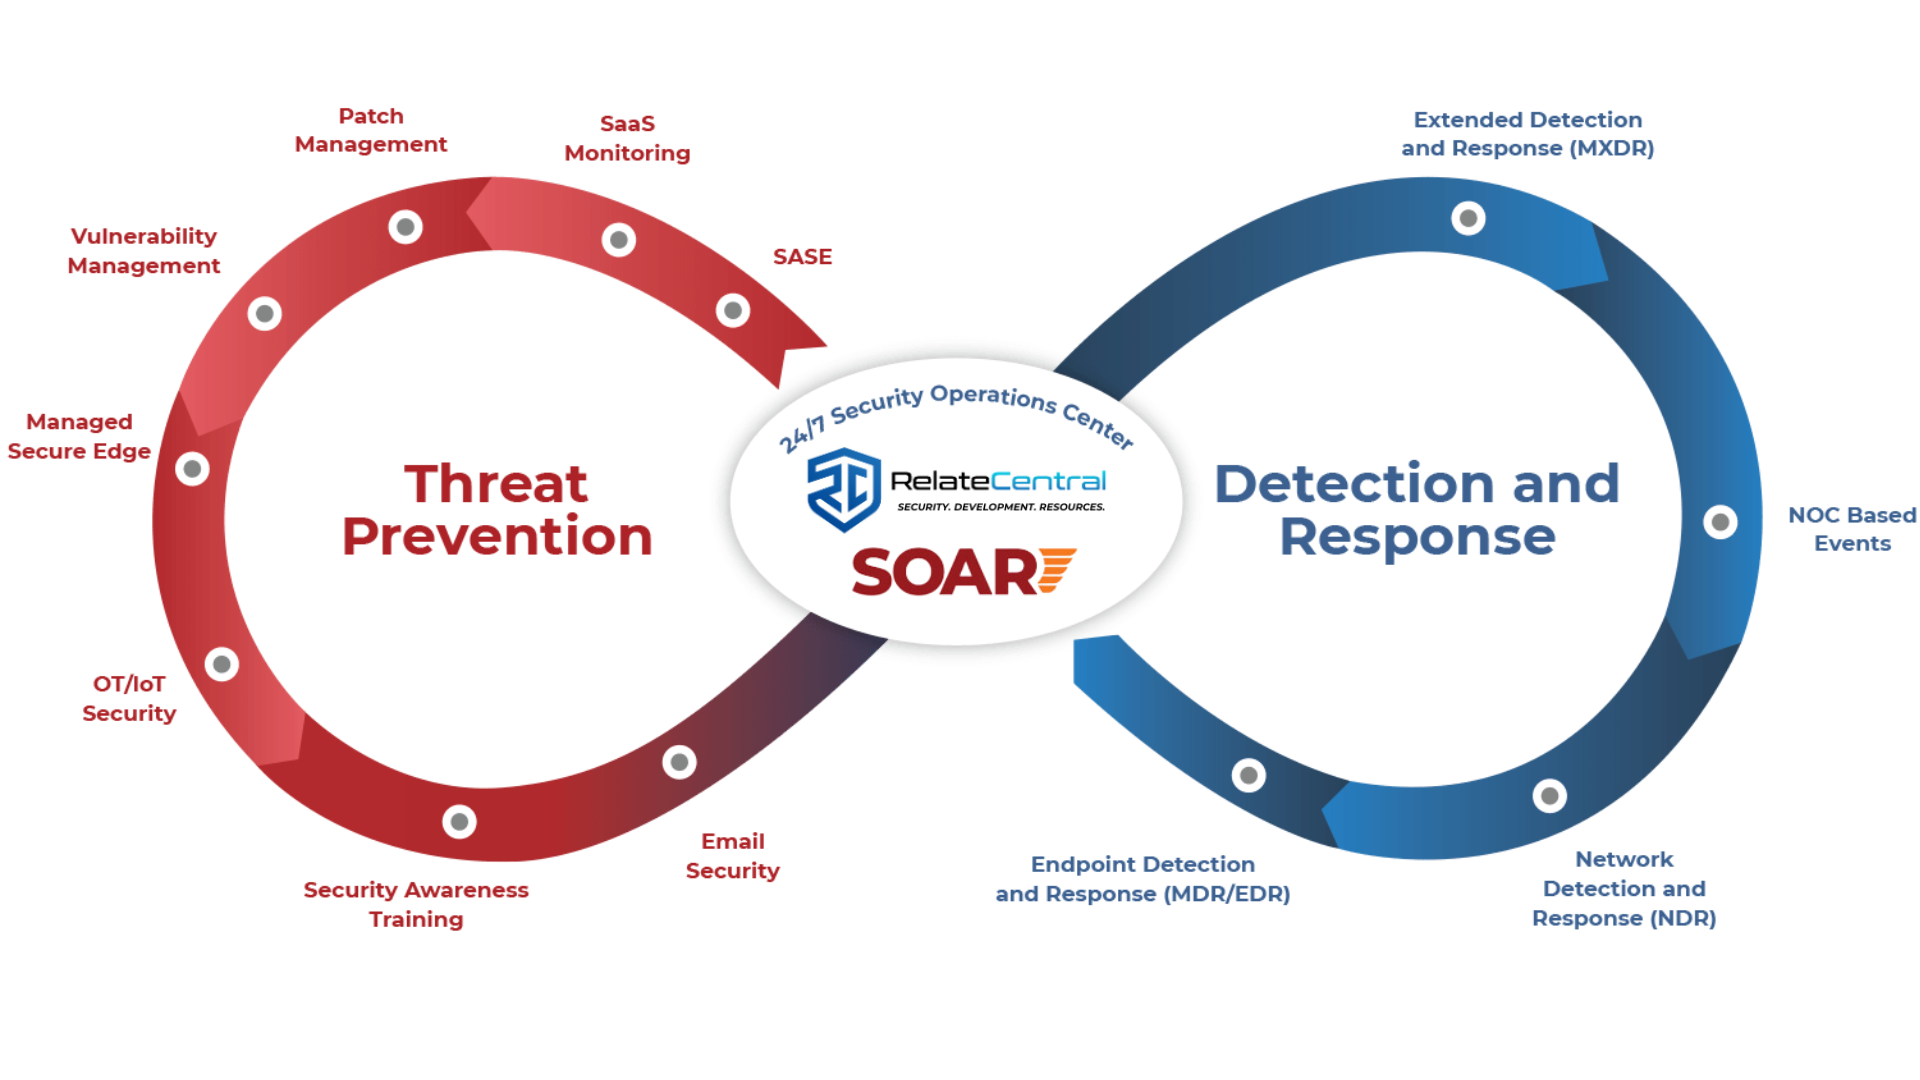 Patch
Management
SaaS
Monitoring
SASE
Vulnerability
Management
Managed
Secure Edge
OT/IoT
Security
Security Awareness
Training
Email
Security
Threat
Prevention
24/7 Security Operations Center
RelateCentral
SECURITY. DEVELOPMENT. RESOURCES.
SOAR
Detection and
Response
Extended Detection
and Response (MXDR)
NOC Based
Events
Network
Detection and
Response (NDR)
Endpoint Detection
and Response (MDR/EDR)